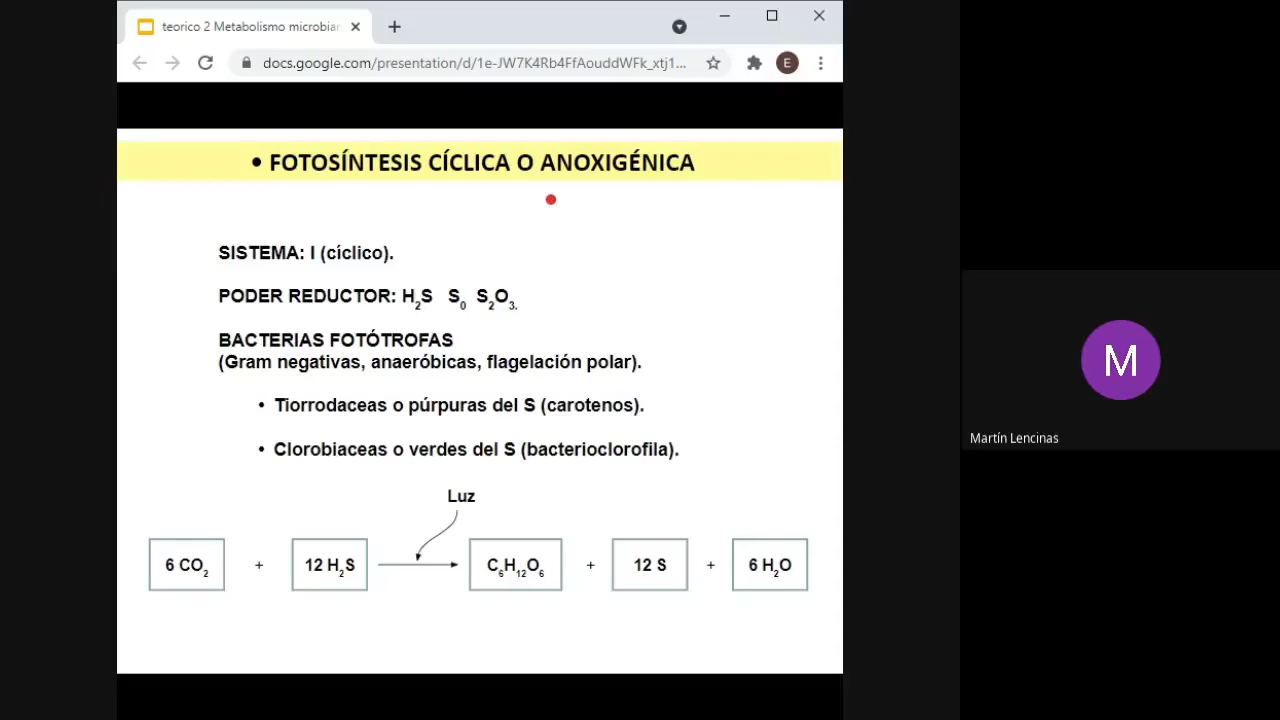 teorico 2 Metabolismo microbian
docs.google.com/presentation/d/1e-JW7K4Rb4FfAouddWFk_xtj1...
E
• FOTOSÍNTESIS CÍCLICA O ANOXIGÉNICA
SISTEMA: I (cíclico).
PODER REDUCTOR: H₂S S₀ S₂O₃.
BACTERIAS FOTÓTROFAS
(Gram negativas, anaeróbicas, flagelación polar).
• Tiorrodaceas o púrpuras del S (carotenos).
• Clorobiaceas o verdes del S (bacterioclorofila).
Luz
6 CO₂ + 12 H₂S C₆H₁₂O₆ + 12 S + 6 H₂O
M
Martín Lencinas